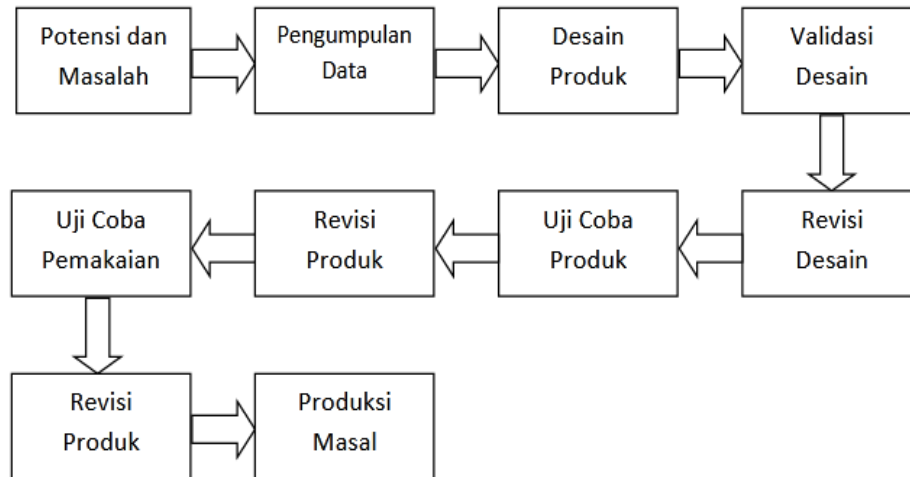 Potensi dan
Masalah
Pengumpulan
Data
Desain
Produk
Validasi
Desain
Revisi
Desain
Uji Coba
Produk
Revisi
Produk
Uji Coba
Pemakaian
Revisi
Produk
Produksi
Masal